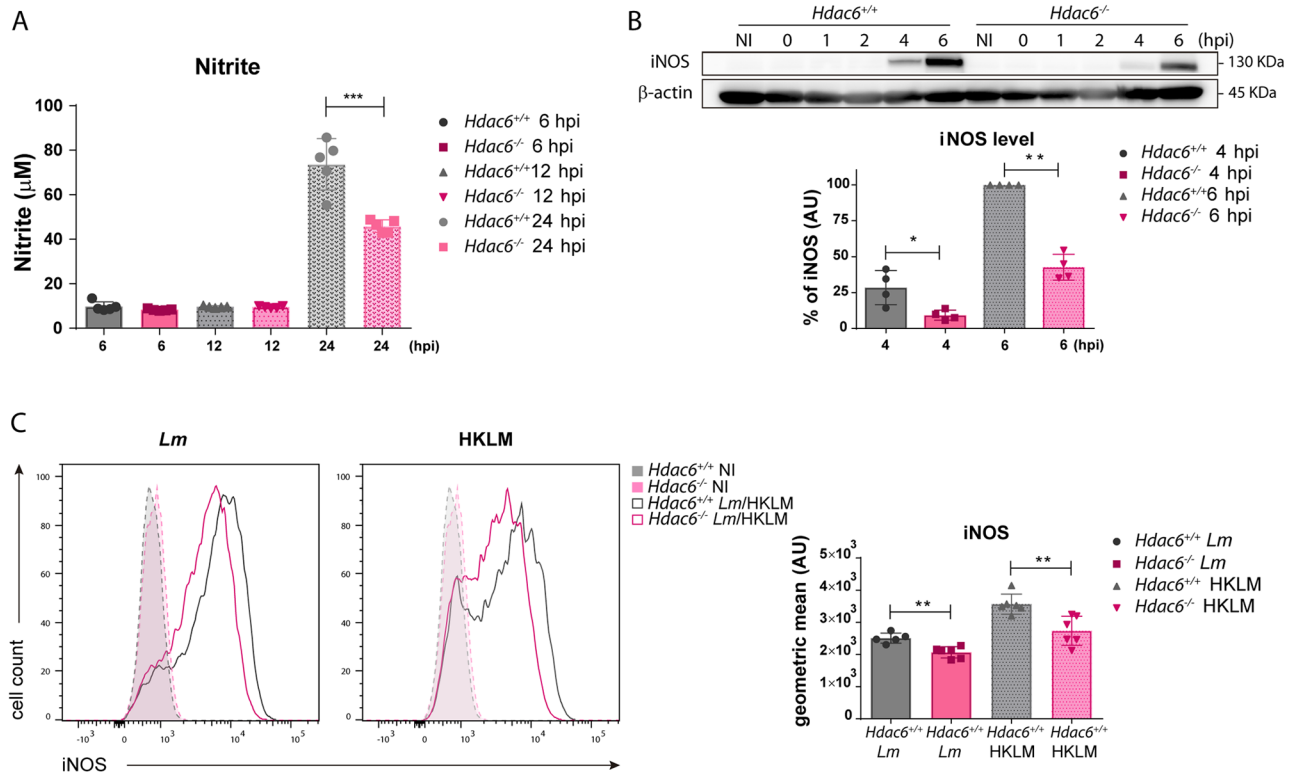 A
Nitrite
Nitrite (μM)
100
80
60
40
20
0
6 6 12 12 24 24 (hpi)
***
Hdac6+/+ 6 hpi
Hdac6-/- 6 hpi
Hdac6+/+12 hpi
Hdac6-/- 12 hpi
Hdac6+/+ 24 hpi
Hdac6-/- 24 hpi
B
Hdac6+/+ Hdac6-/-
NI 0 1 2 4 6 NI 0 1 2 4 6 (hpi)
iNOS - 130 KDa
β-actin - 45 KDa
iNOS level
% of iNOS (AU)
100
75
50
25
0
* **
4 4 6 6 (hpi)
Hdac6+/+ 4 hpi
Hdac6-/- 4 hpi
Hdac6+/+6 hpi
Hdac6-/- 6 hpi
C
Lm
cell count
100
80
60
40
20
0
-10³ 0 10³ 10⁴ 10⁵
HKLM
100
80
60
40
20
0
-10³ 0 10³ 10⁴ 10⁵
iNOS
Hdac6+/+ NI
Hdac6-/- NI
Hdac6+/+ Lm/HKLM
Hdac6-/- Lm/HKLM
iNOS
geometric mean (AU)
5×10³
4×10³
3×10³
2×10³
1×10³
0
** **
Hdac6+/+ Hdac6+/+ Hdac6+/+ Hdac6+/+
Lm Lm HKLM HKLM
Hdac6+/+ Lm
Hdac6-/- Lm
Hdac6+/+ HKLM
Hdac6-/- HKLM